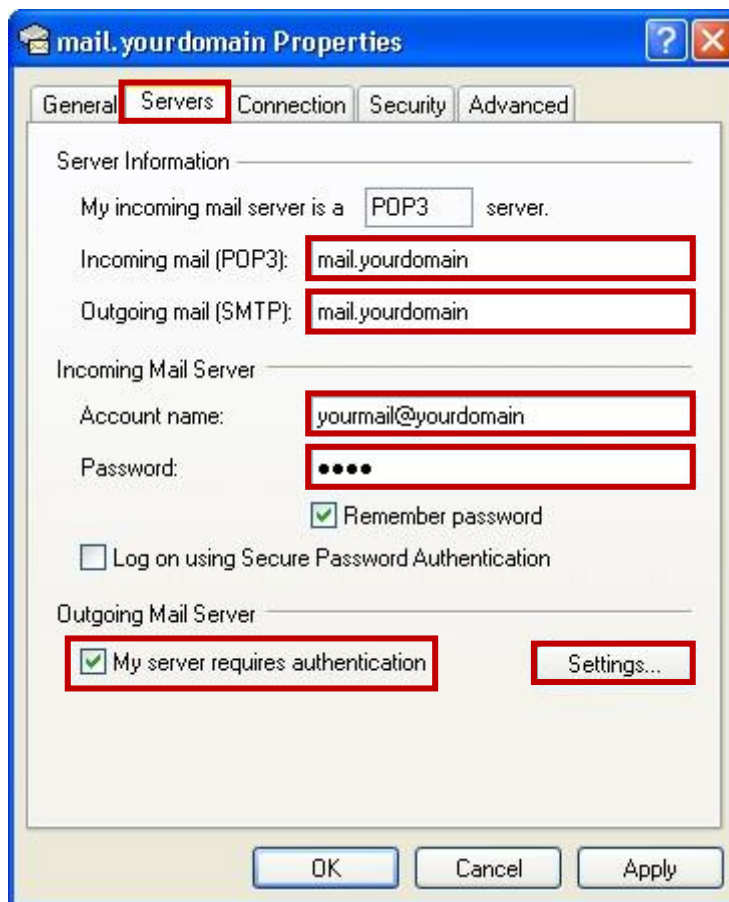 mail.yourdomain Properties
General Servers Connection Security Advanced
Server Information
My incoming mail server is a POP3 server.
Incoming mail (POP3): mail.yourdomain
Outgoing mail (SMTP): mail.yourdomain
Incoming Mail Server
Account name: yourmail@yourdomain
Password: ●●●●
Remember password
Log on using Secure Password Authentication
Outgoing Mail Server
My server requires authentication Settings...
OK Cancel Apply